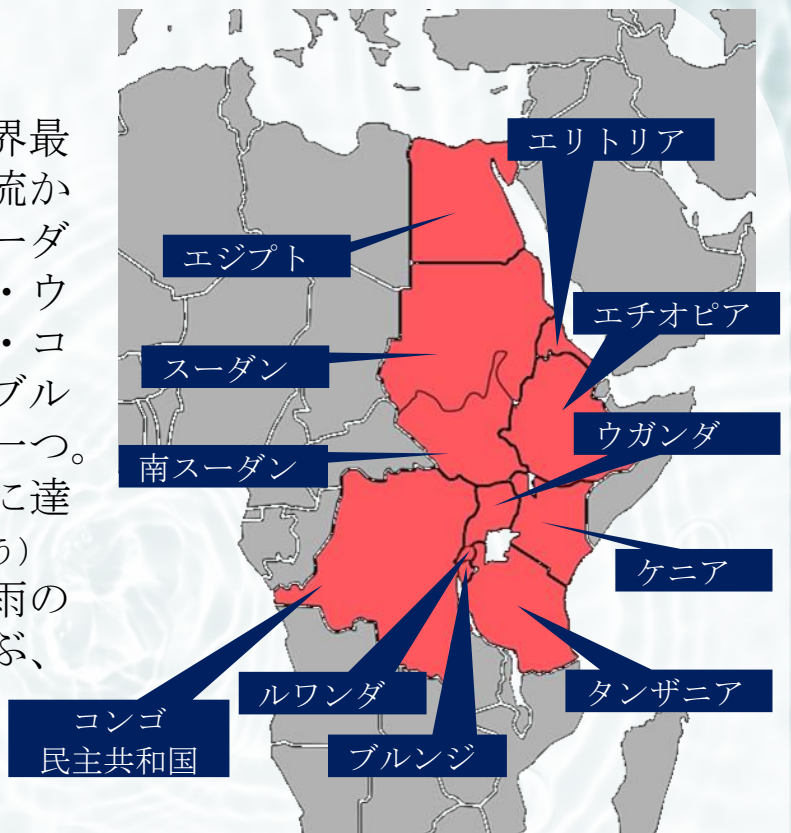 界最
流か
ーダ
・ウ
・コ
ブル
一つ。
に達
う）
雨の
ぶ、
エリトリア
エジプト
エチオピア
スーダン
ウガンダ
南スーダン
ケニア
ルワンダ
タンザニア
コンゴ
民主共和国
ブルンジ